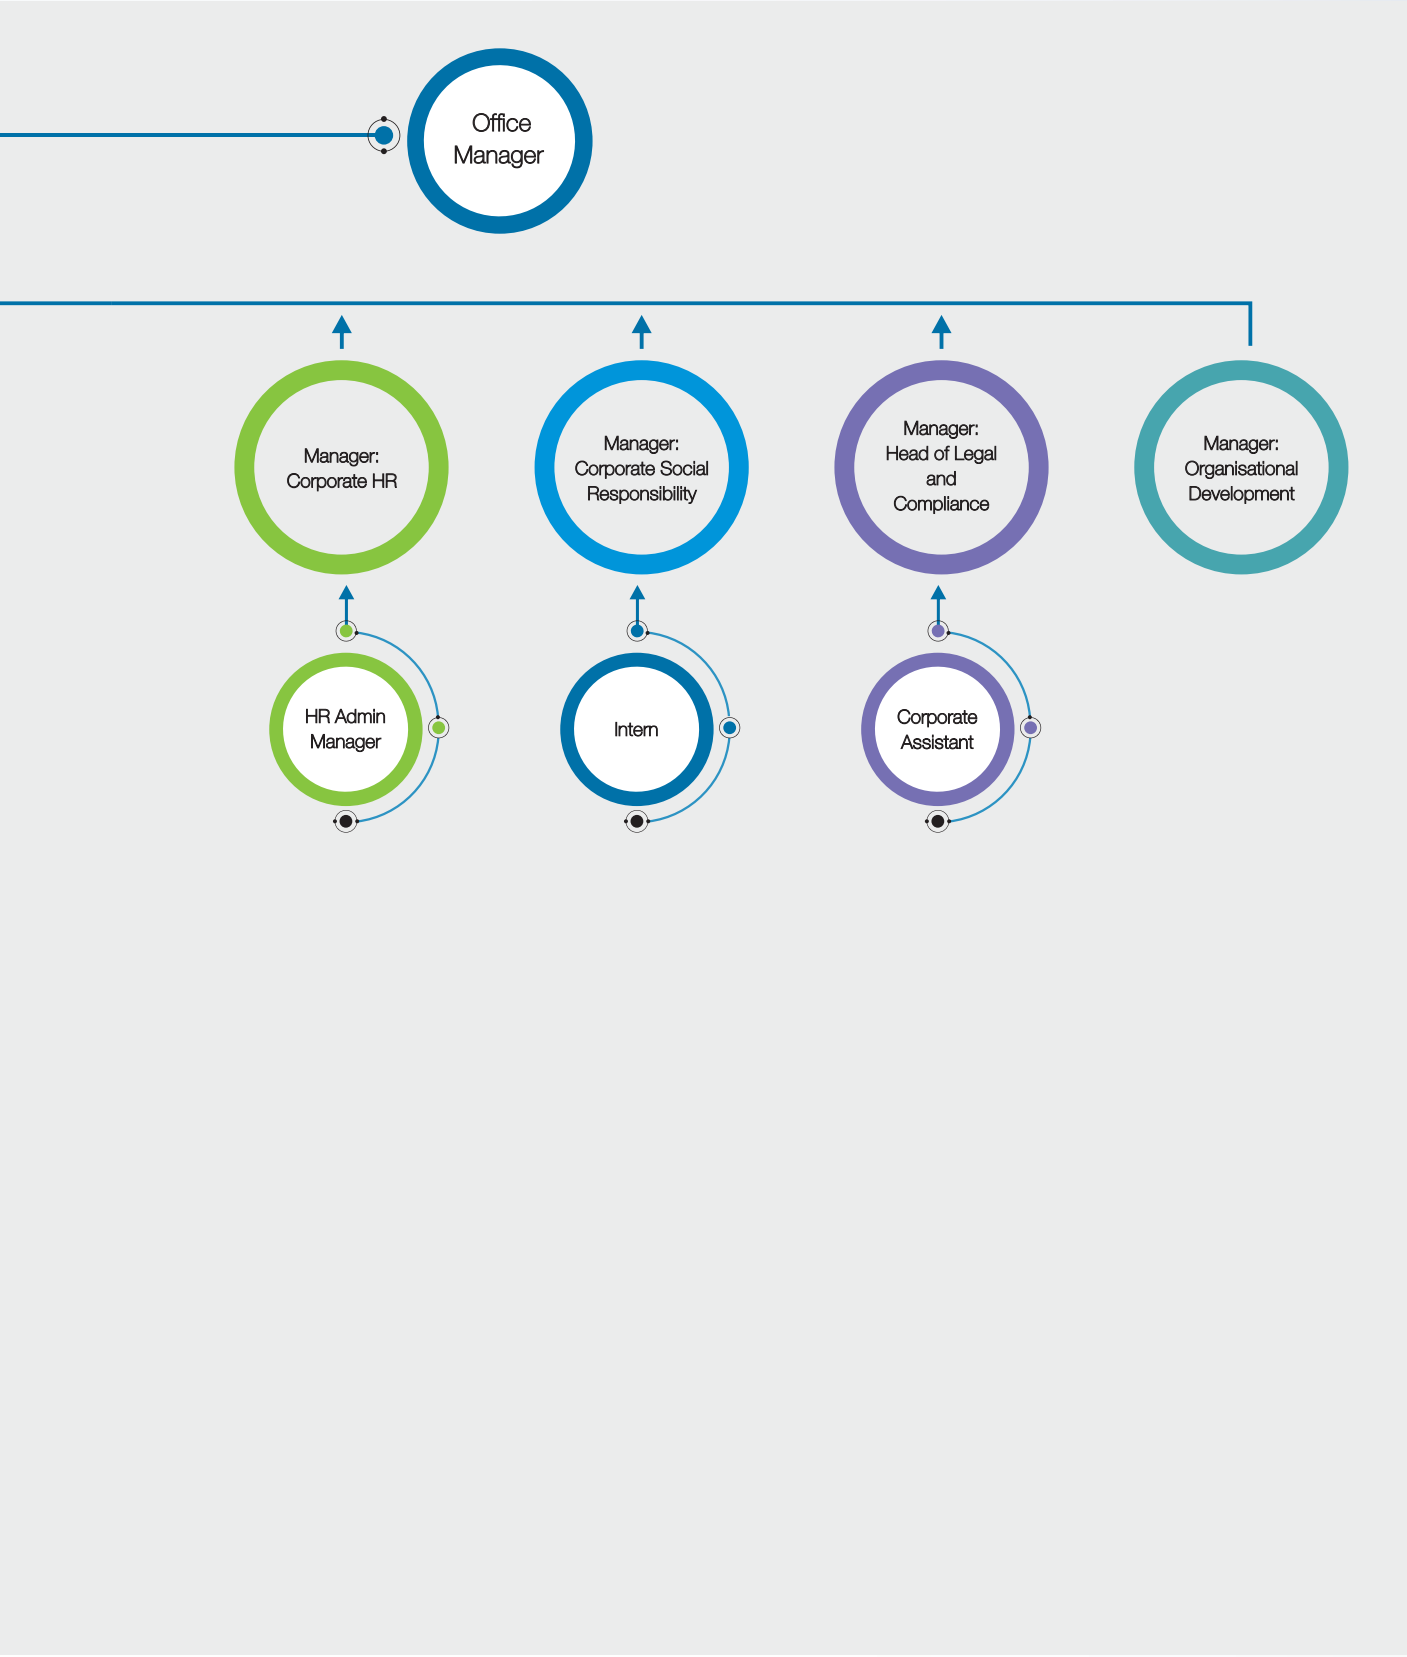 Office
Manager
Manager:
Corporate HR
Manager:
Corporate Social
Responsibility
Manager:
Head of Legal
and
Compliance
Manager:
Organisational
Development
HR Admin
Manager
Intern
Corporate
Assistant